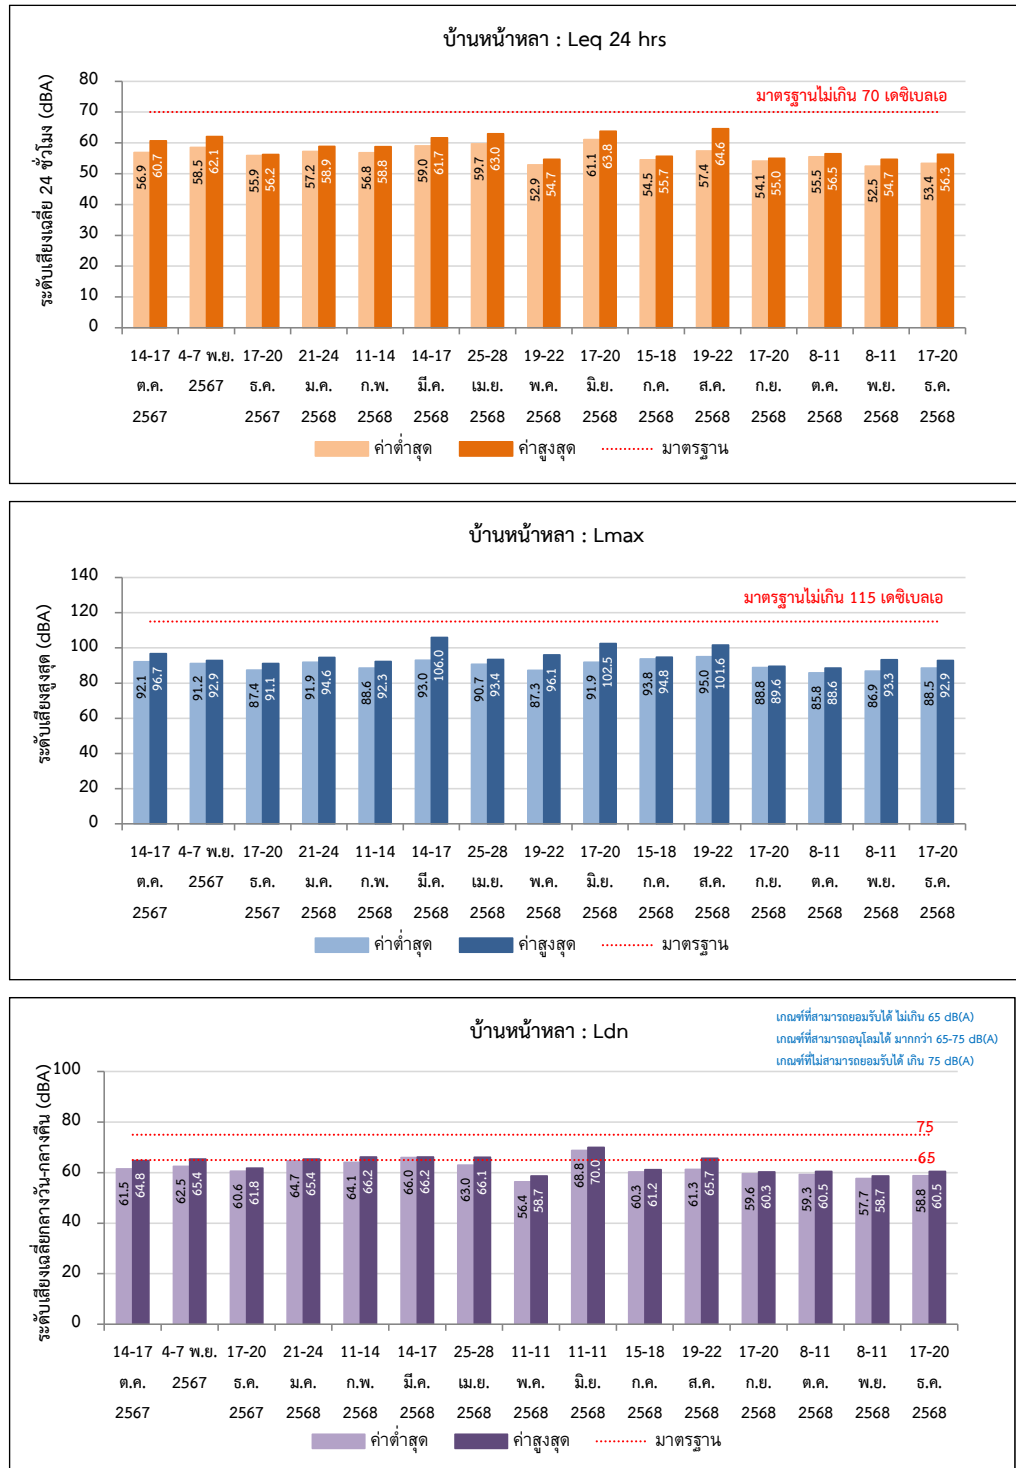 บ้านหน้าหลา : Leq 24 hrs
ระดับเสียงเฉลี่ย 24 ชั่วโมง (dBA)
มาตรฐานไม่เกิน 70 เดซิเบลเอ
80
70
60
50
40
30
20
10
0
56.9 60.7 58.5 62.1 55.9 56.2 57.2 58.9 56.8 58.8 59.0 61.7 59.7 63.0 52.9 54.7 61.1 63.8 54.5 55.7 57.4 64.6 54.1 55.0 55.5 56.5 52.5 54.7 53.4 56.3
14-17 4-7 พ.ย. 17-20 21-24 11-14 14-17 25-28 19-22 17-20 15-18 19-22 17-20 8-11 8-11 17-20
ต.ค. 2567 ธ.ค. ม.ค. ก.พ. มี.ค. เม.ย. พ.ค. มิ.ย. ก.ค. ส.ค. ก.ย. ต.ค. พ.ย. ธ.ค.
2567 2567 2568 2568 2568 2568 2568 2568 2568 2568 2568 2568 2568 2568
ค่าต่ำสุด ค่าสูงสุด มาตรฐาน
บ้านหน้าหลา : Lmax
ระดับเสียงสูงสุด (dBA)
มาตรฐานไม่เกิน 115 เดซิเบลเอ
140
120
100
80
60
40
20
0
92.1 96.7 91.2 92.9 87.4 91.1 91.9 94.6 88.6 92.3 93.0 106.0 90.7 93.4 87.3 96.1 91.9 102.5 93.8 94.8 95.0 101.6 88.8 89.6 85.8 88.6 86.9 93.3 88.5 92.9
14-17 4-7 พ.ย. 17-20 21-24 11-14 14-17 25-28 19-22 17-20 15-18 19-22 17-20 8-11 8-11 17-20
ต.ค. 2567 ธ.ค. ม.ค. ก.พ. มี.ค. เม.ย. พ.ค. มิ.ย. ก.ค. ส.ค. ก.ย. ต.ค. พ.ย. ธ.ค.
2567 2567 2568 2568 2568 2568 2568 2568 2568 2568 2568 2568 2568 2568
ค่าต่ำสุด ค่าสูงสุด มาตรฐาน
บ้านหน้าหลา : Ldn
เกณฑ์ที่สามารถยอมรับได้ ไม่เกิน 65 dB(A)
เกณฑ์ที่สามารถอนุโลมได้ มากกว่า 65-75 dB(A)
เกณฑ์ที่ไม่สามารถยอมรับได้ เกิน 75 dB(A)
ระดับเสียงเฉลี่ยกลางวัน-กลางคืน (dBA)
100
80
60
40
20
0
75
65
61.5 64.8 62.5 65.4 60.6 61.8 64.7 65.4 64.1 66.2 66.0 66.2 63.0 66.1 56.4 58.7 68.8 70.0 60.3 61.2 61.3 65.7 59.6 60.3 59.3 60.5 57.7 58.7 58.8 60.5
14-17 4-7 พ.ย. 17-20 21-24 11-14 14-17 25-28 11-11 11-11 15-18 19-22 17-20 8-11 8-11 17-20
ต.ค. 2567 ธ.ค. ม.ค. ก.พ. มี.ค. เม.ย. พ.ค. มิ.ย. ก.ค. ส.ค. ก.ย. ต.ค. พ.ย. ธ.ค.
2567 2567 2568 2568 2568 2568 2568 2568 2568 2568 2568 2568 2568 2568
ค่าต่ำสุด ค่าสูงสุด มาตรฐาน